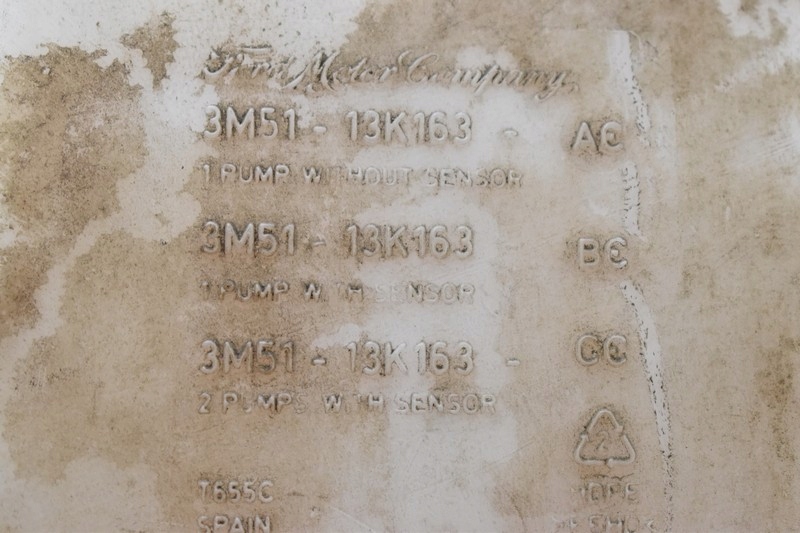 Ford Motor Company
3M51 - 13K163 - AC
1 PUMP WITHOUT SENSOR
3M51 - 13K163 - BC
1 PUMP WITH SENSOR
3M51 - 13K163 - CC
2 PUMPS WITH SENSOR
2
T655C HDPE
SPAIN